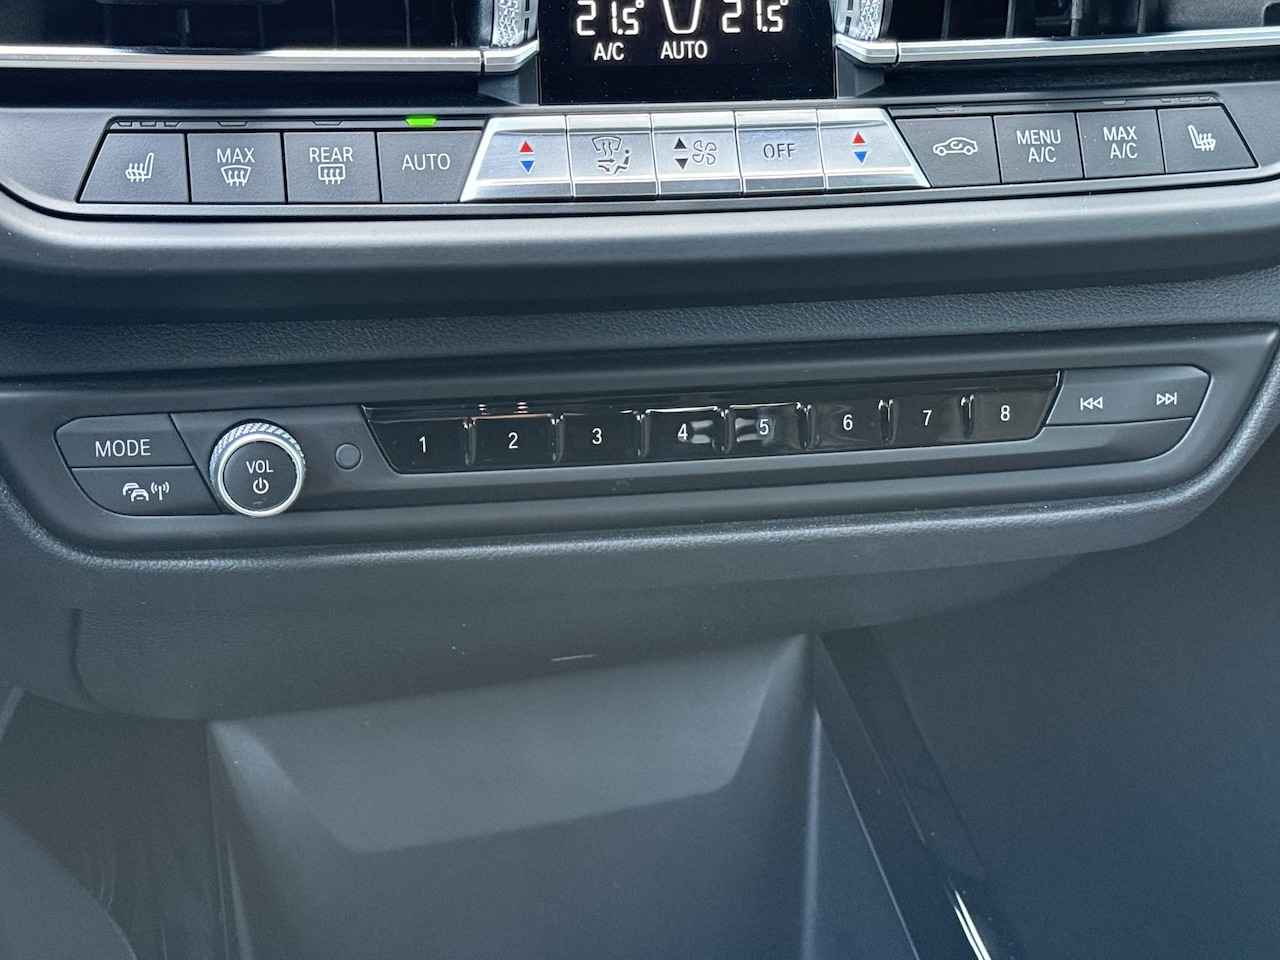 21.5° 21.5°
A/C AUTO
MAX REAR AUTO OFF MENU A/C MAX A/C
MODE VOL 1 2 3 4 5 6 7 8